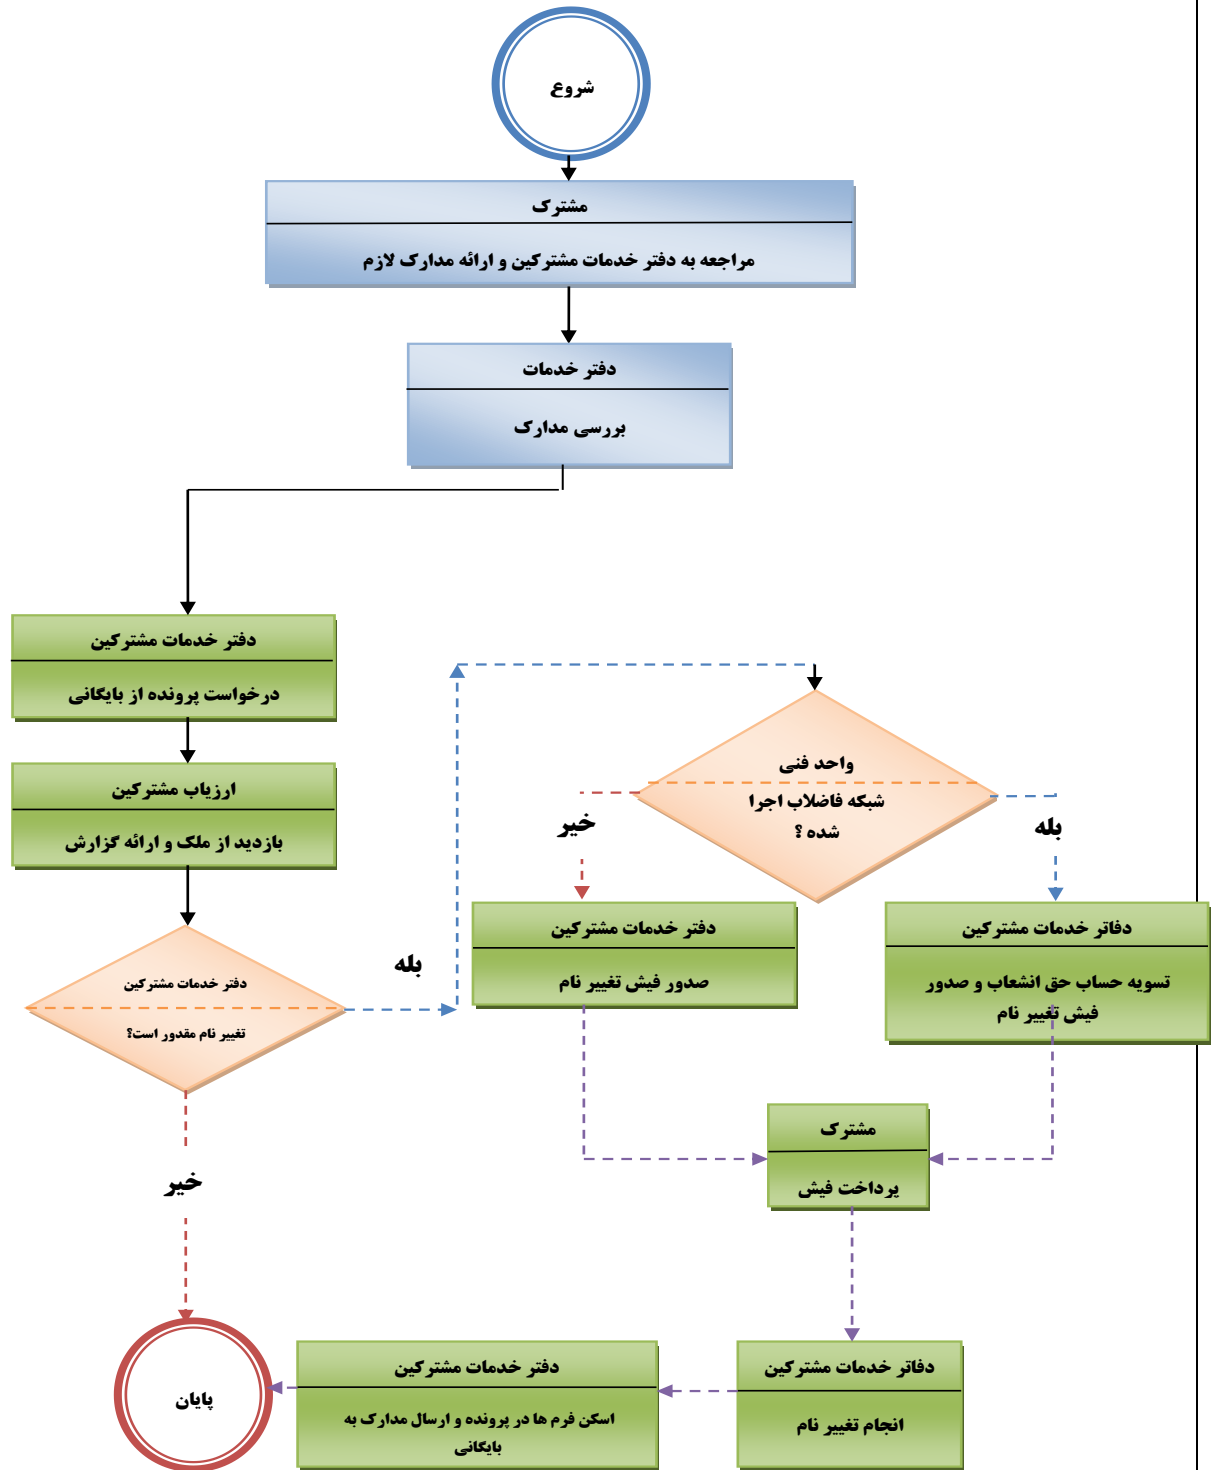 شروع
مشترک
مراجعه به دفتر خدمات مشترکین و ارائه مدارک لازم
دفتر خدمات
بررسی مدارک
دفتر خدمات مشترکین
درخواست پرونده از بایگانی
ارزیاب مشترکین
بازدید از ملک و ارائه گزارش
دفتر خدمات مشترکین
تغییر نام مقدور است؟
بله
خیر
واحد فنی
شبکه فاضلاب اجرا
شده ؟
خیر
بله
دفتر خدمات مشترکین
صدور فیش تغییر نام
دفاتر خدمات مشترکین
تسویه حساب حق انشعاب و صدور
فیش تغییر نام
مشترک
پرداخت فیش
دفاتر خدمات مشترکین
انجام تغییر نام
دفتر خدمات مشترکین
اسکن فرم ها در پرونده و ارسال مدارک به
بایگانی
پایان